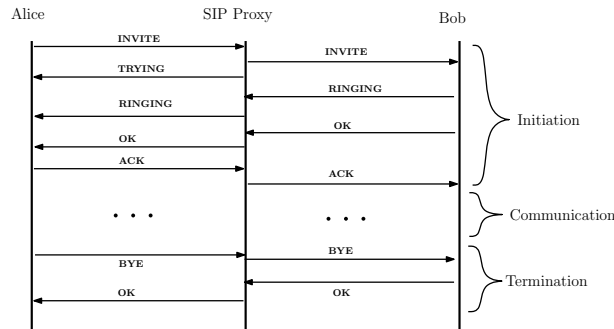 Alice
SIP Proxy
Bob
INVITE
INVITE
TRYING
RINGING
RINGING
OK
OK
ACK
ACK
Initiation
. . .
. . .
Communication
BYE
BYE
Termination
OK
OK